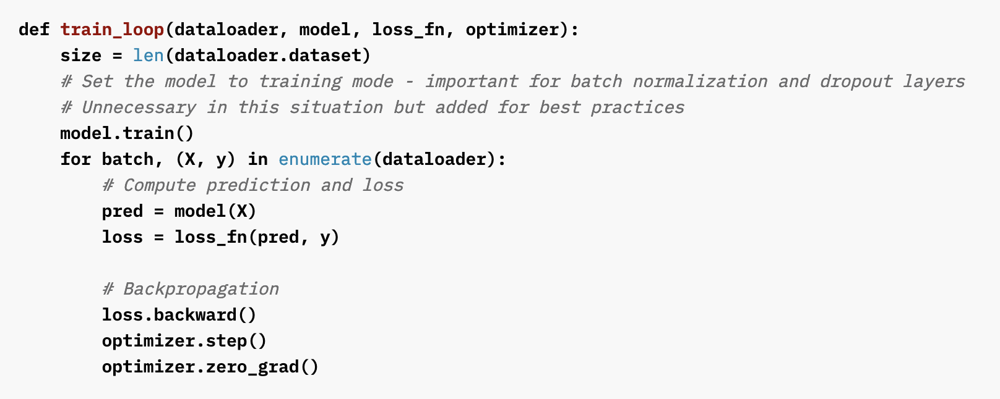 def train_loop(dataloader, model, loss_fn, optimizer):
    size = len(dataloader.dataset)
    # Set the model to training mode - important for batch normalization and dropout layers
    # Unnecessary in this situation but added for best practices
    model.train()
    for batch, (X, y) in enumerate(dataloader):
        # Compute prediction and loss
        pred = model(X)
        loss = loss_fn(pred, y)

        # Backpropagation
        loss.backward()
        optimizer.step()
        optimizer.zero_grad()